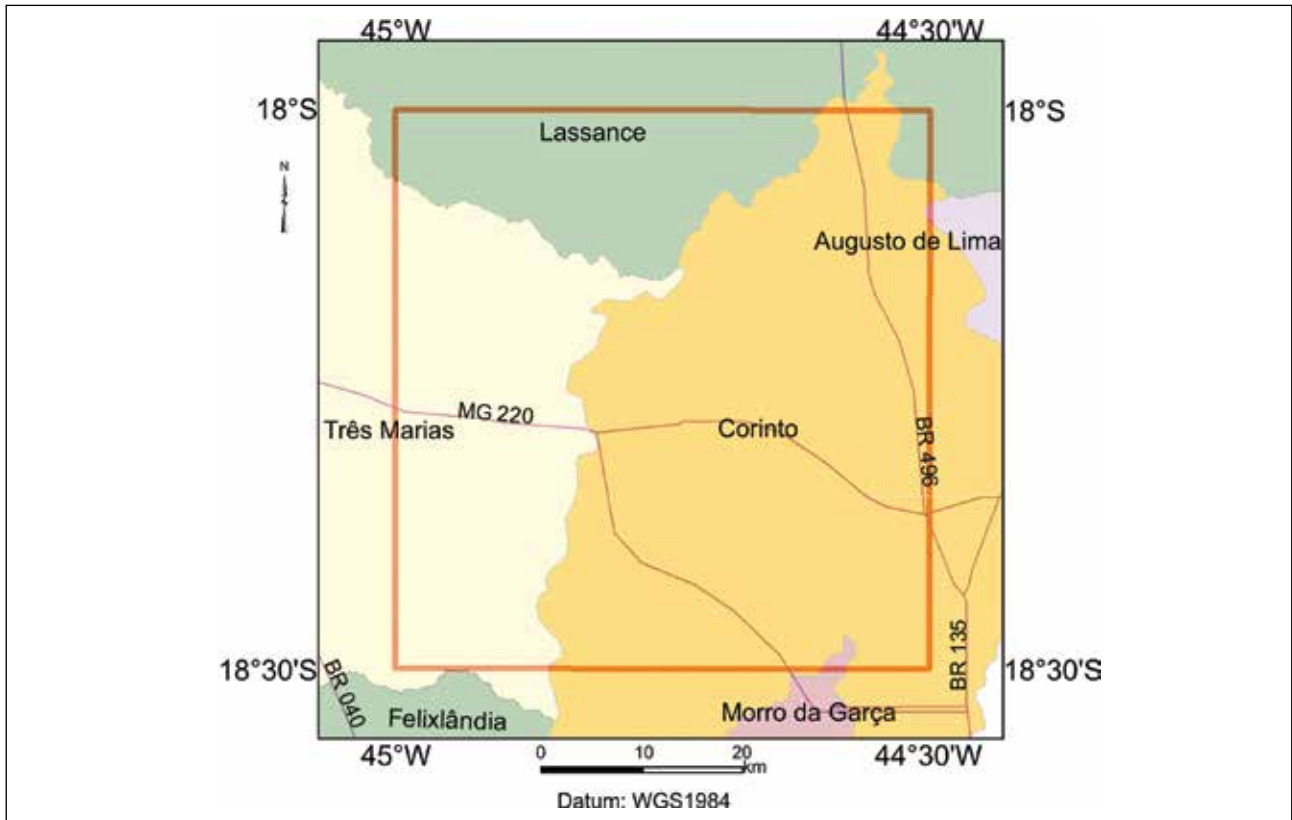 45°W
44°30'W
18°S
18°S
N
Lassance
Augusto de Lima
MG 220
Três Marias
Corinto
BR 496
BR 135
18°30'S
18°30'S
BR 040
Felixlândia
Morro da Garça
45°W
44°30'W
0
10
20
km
Datum: WGS1984